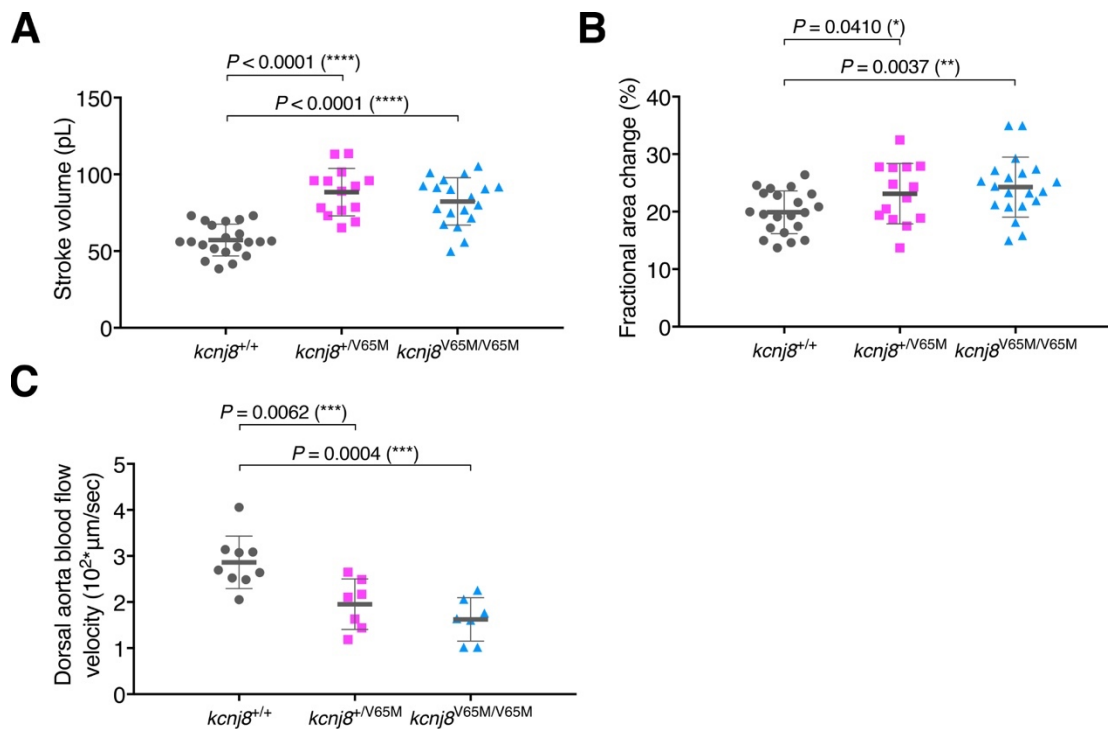 A
P < 0.0001 (****)
P < 0.0001 (****)
Stroke volume (pL)
150
100
50
0
kcnj8+/+
kcnj8+/V65M
kcnj8V65M/V65M
B
P = 0.0410 (*)
P = 0.0037 (**)
Fractional area change (%)
40
30
20
10
0
kcnj8+/+
kcnj8+/V65M
kcnj8V65M/V65M
C
P = 0.0062 (***)
P = 0.0004 (***)
Dorsal aorta blood flow
velocity (10²*µm/sec)
5
4
3
2
1
0
kcnj8+/+
kcnj8+/V65M
kcnj8V65M/V65M